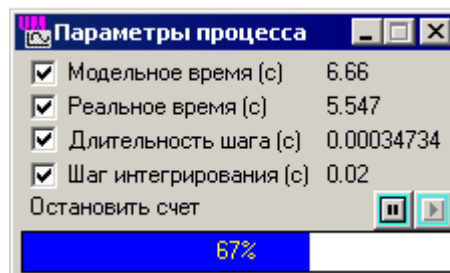 Параметры процесса
Модельное время (с) 6.66
Реальное время (с) 5.547
Длительность шага (с) 0.00034734
Шаг интегрирования (с) 0.02
Остановить счет
67%